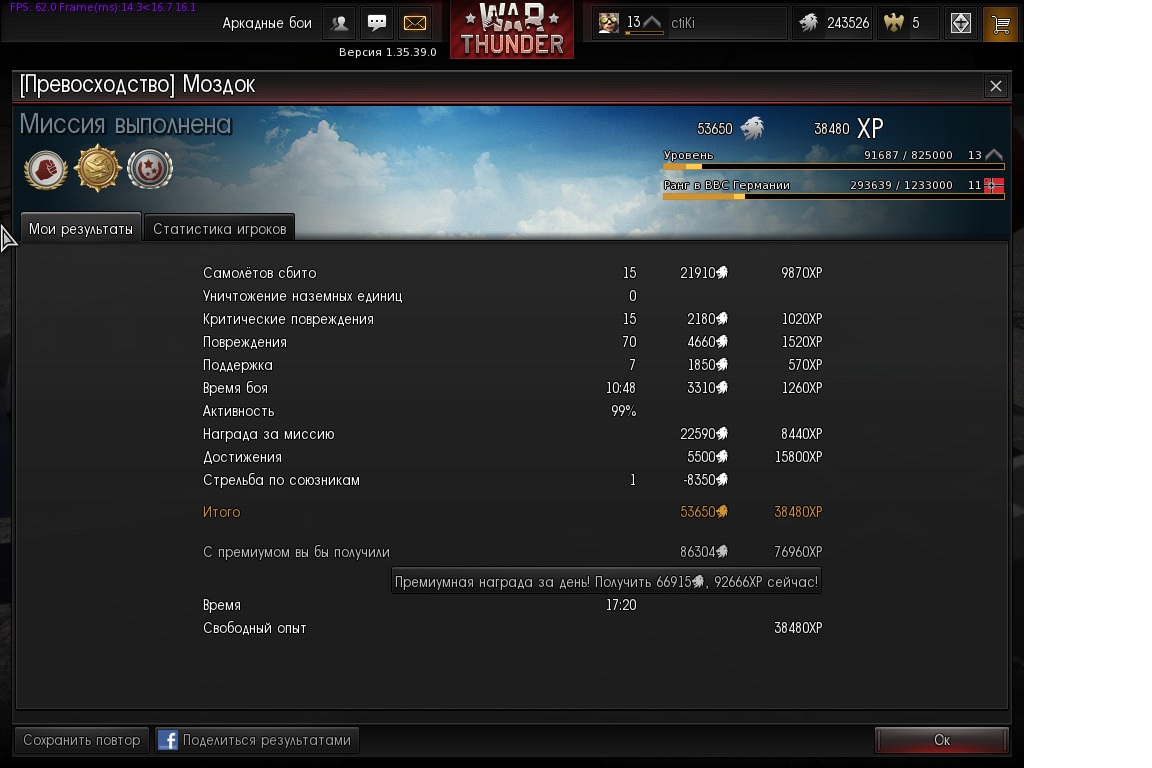 FPS: 62.0 Frame(ms):14.3<16.7 16.1
Аркадные бои
WAR THUNDER
13 ctiKi 243526 5
Версия 1.35.39.0
[Превосходство] Моздок
Миссия выполнена
53650 38480 XP
Уровень 91687 / 825000 13
Ранг в ВВС Германии 293639 / 1233000 11
Мои результаты Статистика игроков
Самолётов сбито 15 21910 9870XP
Уничтожение наземных единиц 0
Критические повреждения 15 2180 1020XP
Повреждения 70 4660 1520XP
Поддержка 7 1850 570XP
Время боя 10:48 3310 1260XP
Активность 99%
Награда за миссию 22590 8440XP
Достижения 5500 15800XP
Стрельба по союзникам 1 -8350
Итого 53650 38480XP
С премиумом вы бы получили 86304 76960XP
Премиумная награда за день! Получить 66915, 92666XP сейчас!
Время 17:20
Свободный опыт 38480XP
Сохранить повтор Поделиться результатами Ок